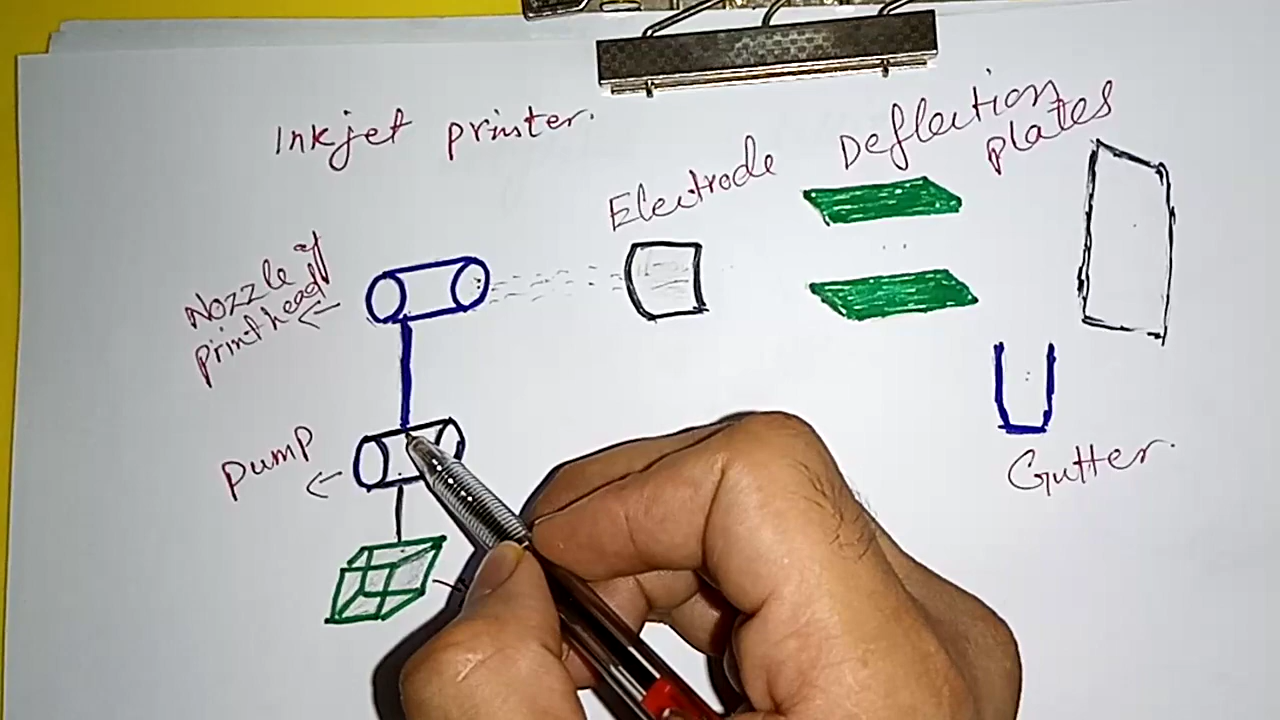 Inkjet printer.
Electrode
Deflection
plates
Nozzle of
print head
Pump
Gutter.